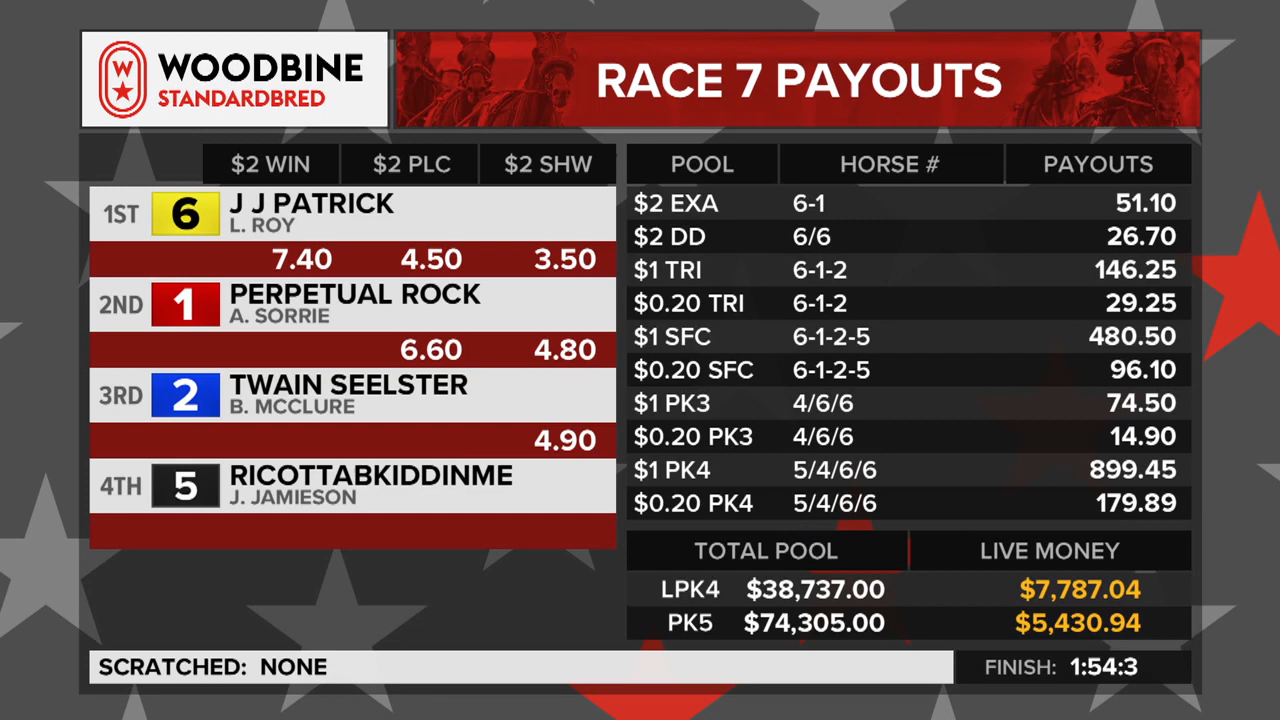 W
WOODBINE
STANDARDBRED
RACE 7 PAYOUTS
$2 WIN $2 PLC $2 SHW
1ST 6 J J PATRICK
L. ROY
7.40 4.50 3.50
2ND 1 PERPETUAL ROCK
A. SORRIE
6.60 4.80
3RD 2 TWAIN SEELSTER
B. MCCLURE
4.90
4TH 5 RICOTTABKIDDINME
J. JAMIESON
POOL HORSE # PAYOUTS
$2 EXA 6-1 51.10
$2 DD 6/6 26.70
$1 TRI 6-1-2 146.25
$0.20 TRI 6-1-2 29.25
$1 SFC 6-1-2-5 480.50
$0.20 SFC 6-1-2-5 96.10
$1 PK3 4/6/6 74.50
$0.20 PK3 4/6/6 14.90
$1 PK4 5/4/6/6 899.45
$0.20 PK4 5/4/6/6 179.89
TOTAL POOL LIVE MONEY
LPK4 $38,737.00 $7,787.04
PK5 $74,305.00 $5,430.94
SCRATCHED: NONE
FINISH: 1:54:3